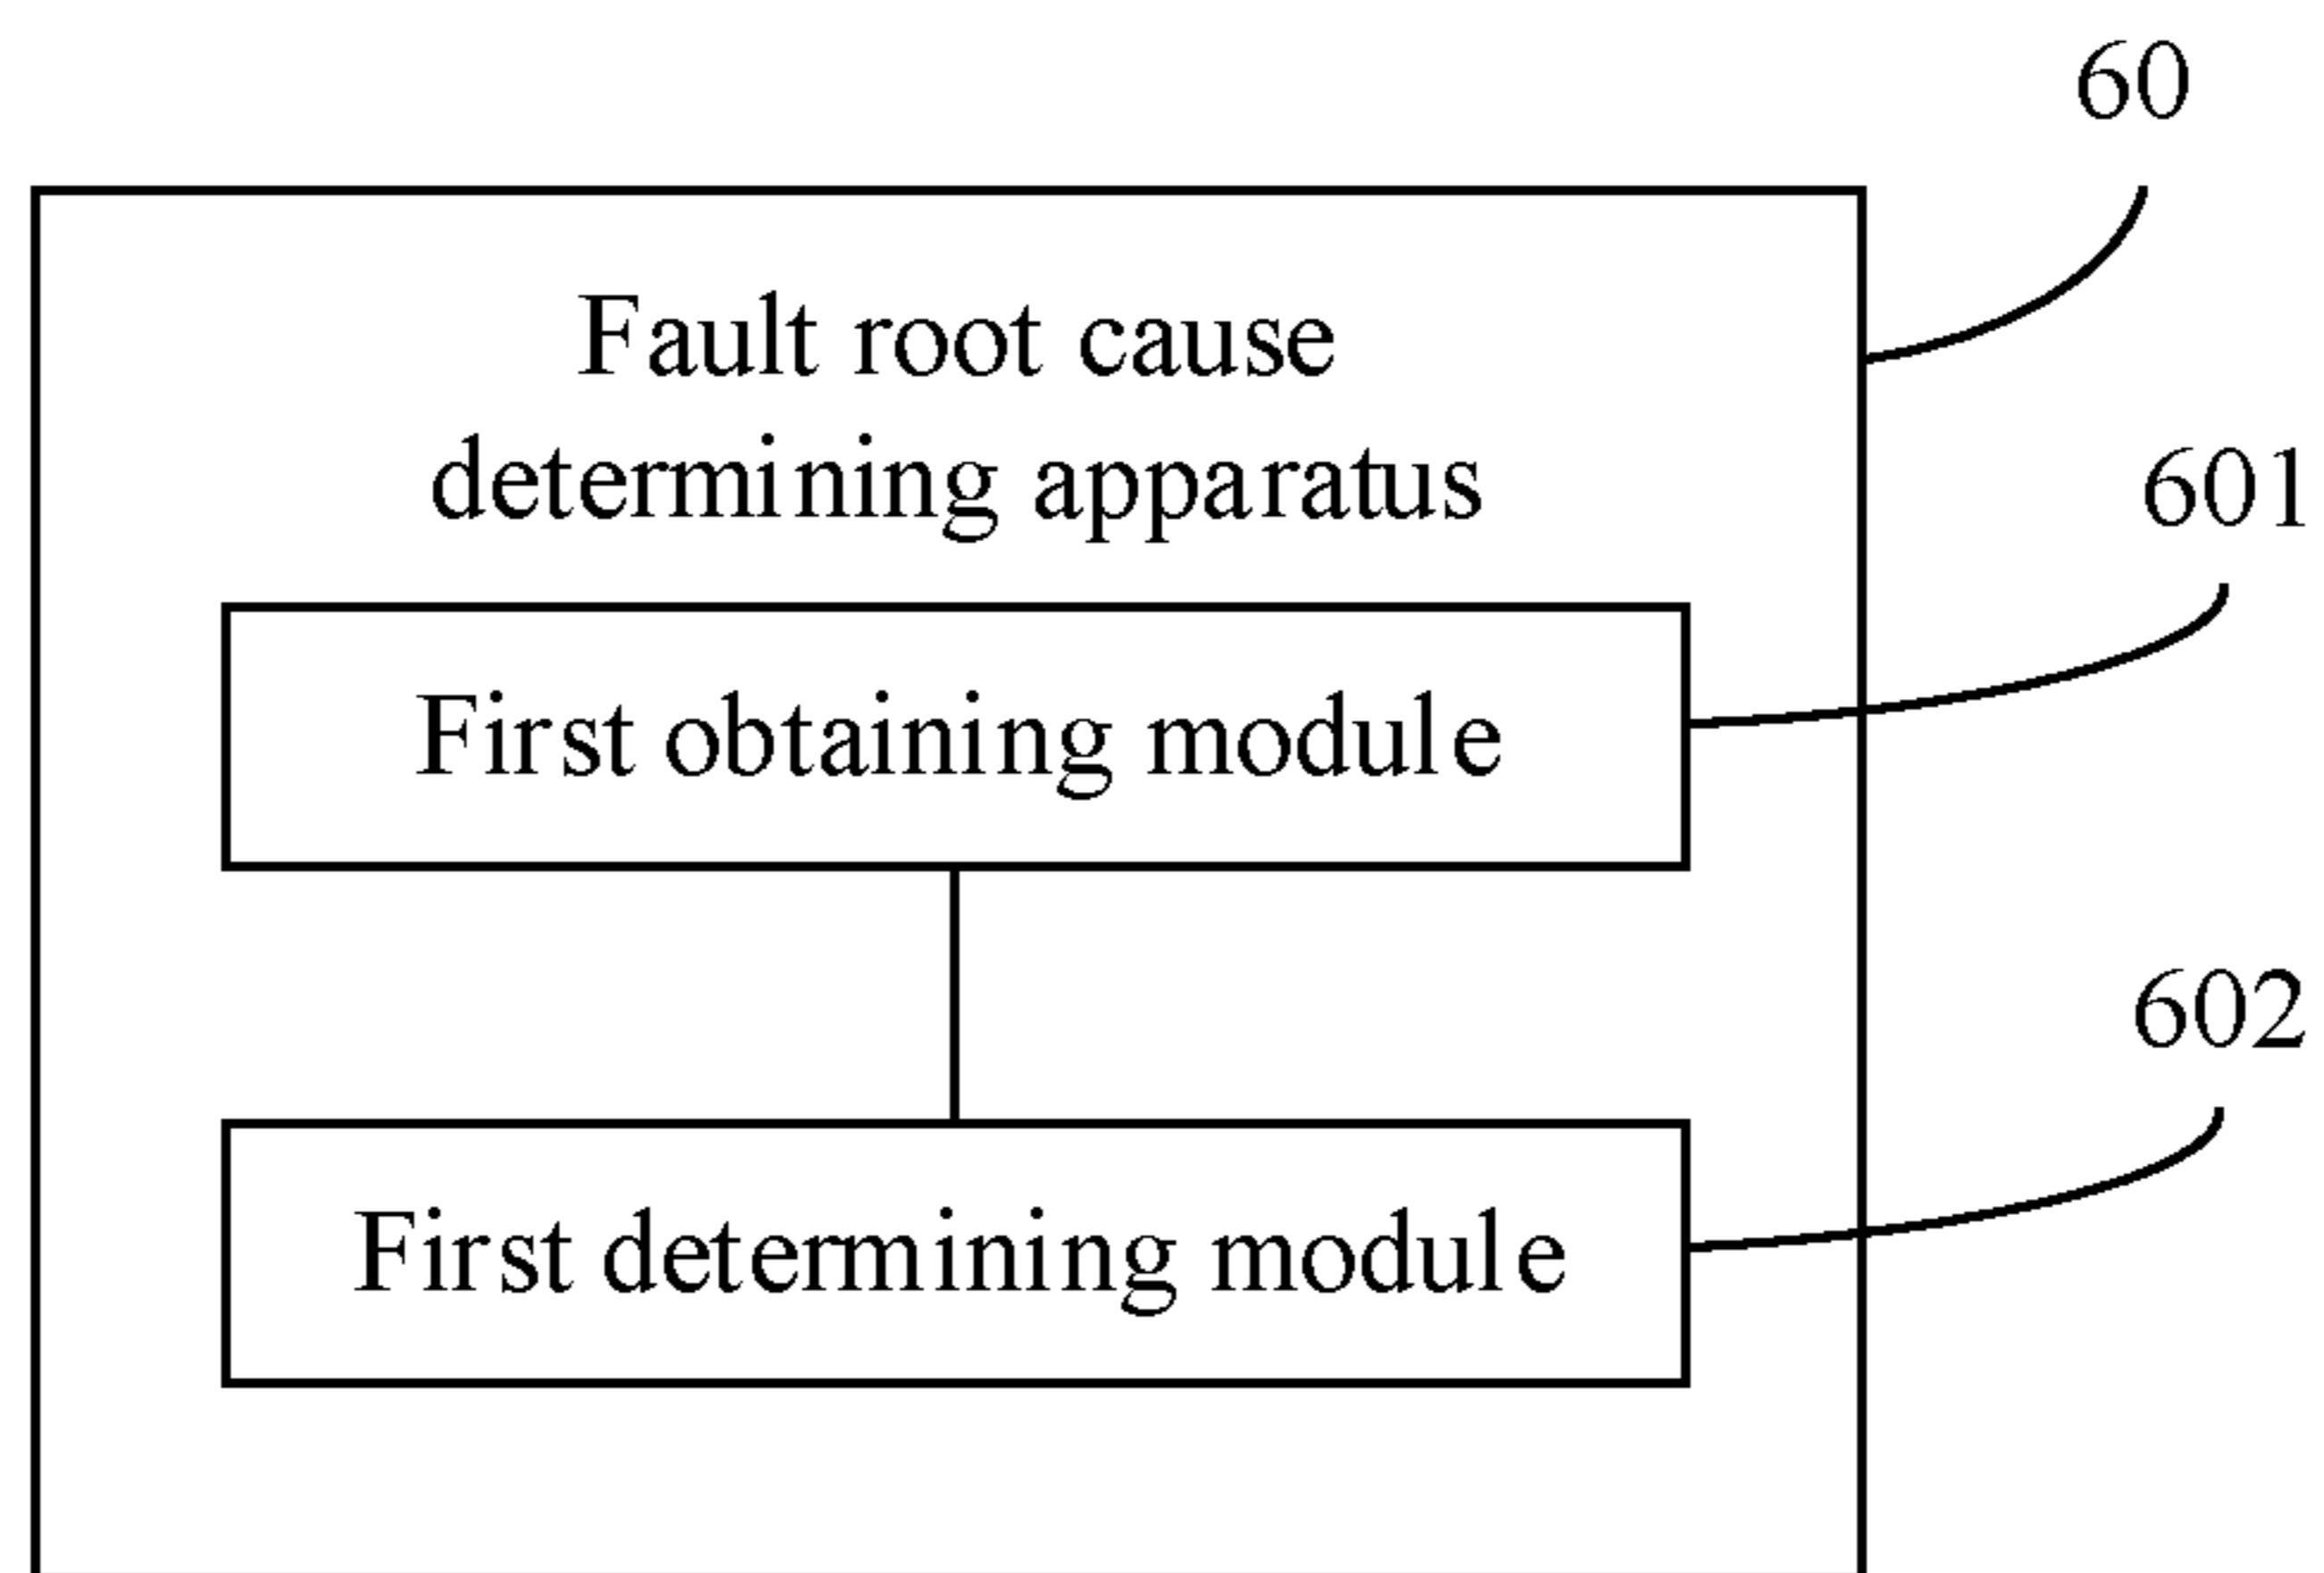 60
Fault root cause
determining apparatus
601
First obtaining module
602
First determining module